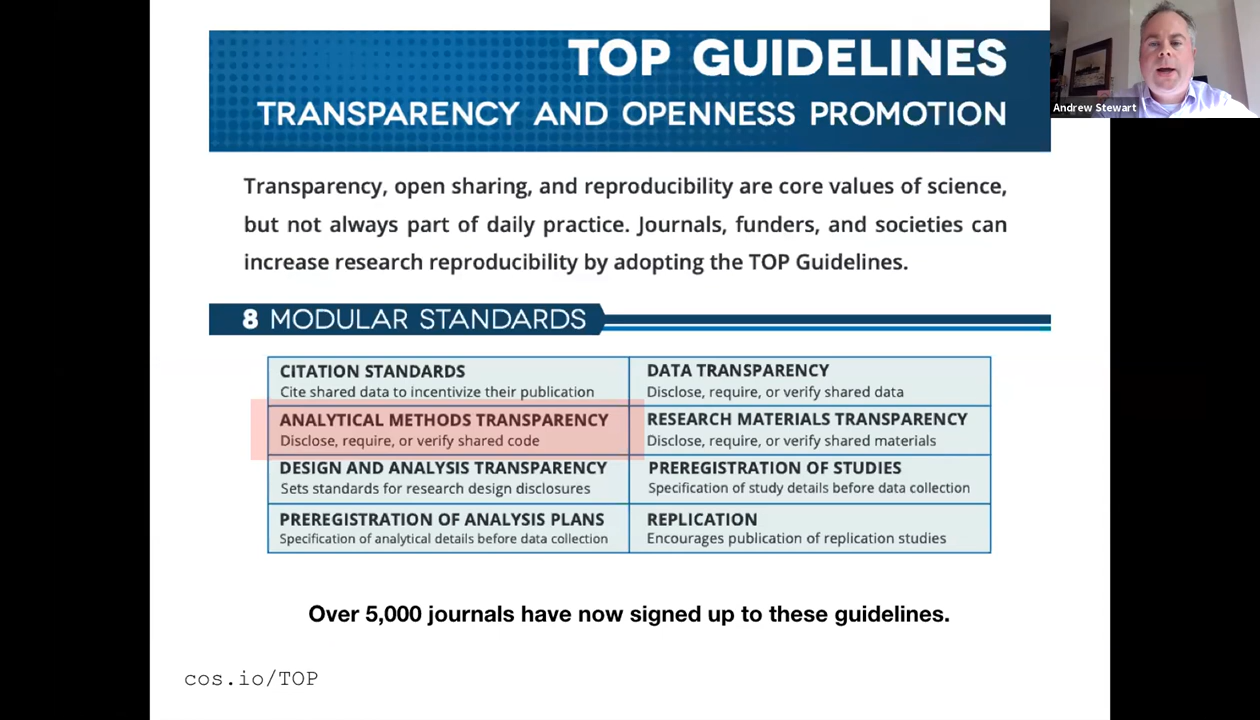 TOP GUIDELINES
TRANSPARENCY AND OPENNESS PROMOTION
Andrew Stewart
Transparency, open sharing, and reproducibility are core values of science,
but not always part of daily practice. Journals, funders, and societies can
increase research reproducibility by adopting the TOP Guidelines.
8 MODULAR STANDARDS
CITATION STANDARDS
Cite shared data to incentivize their publication
DATA TRANSPARENCY
Disclose, require, or verify shared data
ANALYTICAL METHODS TRANSPARENCY
Disclose, require, or verify shared code
RESEARCH MATERIALS TRANSPARENCY
Disclose, require, or verify shared materials
DESIGN AND ANALYSIS TRANSPARENCY
Sets standards for research design disclosures
PREREGISTRATION OF STUDIES
Specification of study details before data collection
PREREGISTRATION OF ANALYSIS PLANS
Specification of analytical details before data collection
REPLICATION
Encourages publication of replication studies
Over 5,000 journals have now signed up to these guidelines.
cos.io/TOP